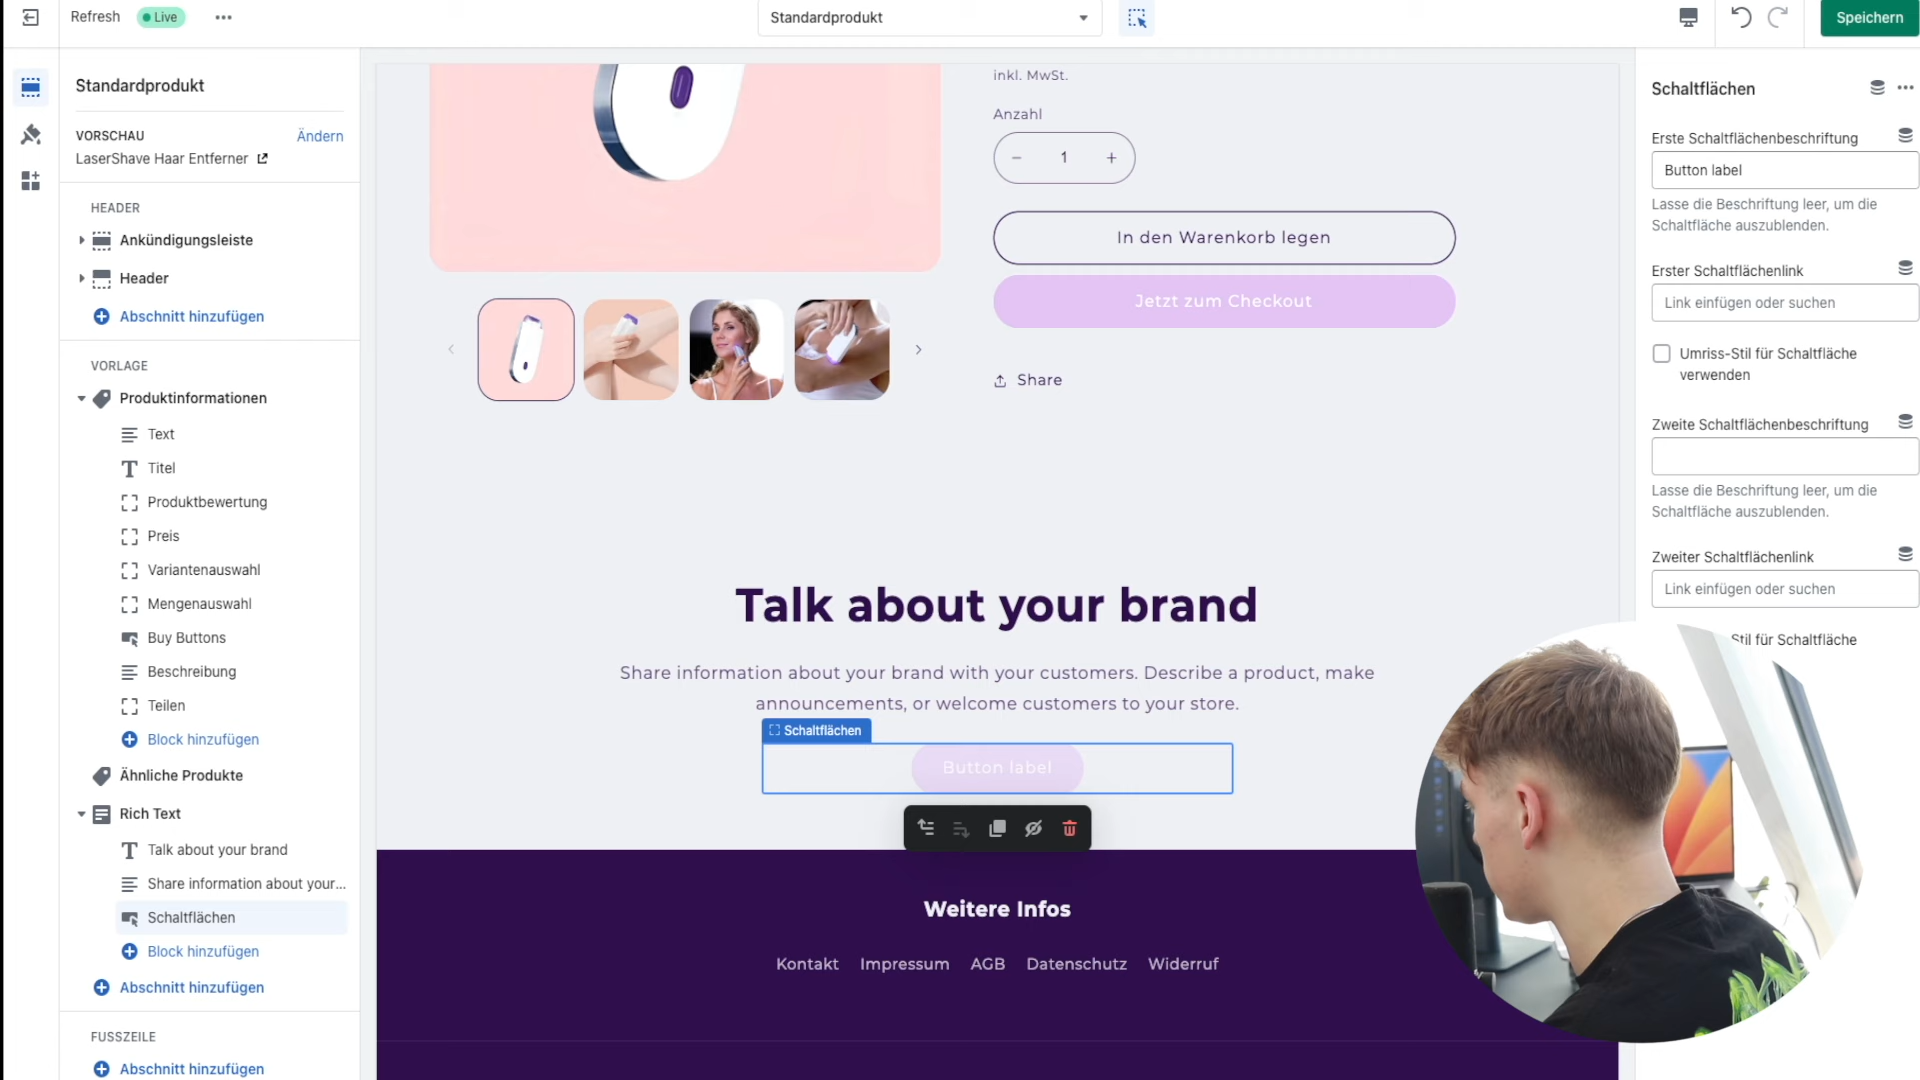 Refresh
Live
Standardprodukt
Speichern
Standardprodukt
VORSCHAU
Ändern
LaserShave Haar Entferner
HEADER
Ankündigungsleiste
Header
Abschnitt hinzufügen
VORLAGE
Produktinformationen
Text
Titel
Produktbewertung
Preis
Variantenauswahl
Mengenauswahl
Buy Buttons
Beschreibung
Teilen
Block hinzufügen
Ähnliche Produkte
Rich Text
Talk about your brand
Share information about your...
Schaltflächen
Block hinzufügen
Abschnitt hinzufügen
FUSSZEILE
Abschnitt hinzufügen
inkl. MwSt.
Anzahl
− 1 +
In den Warenkorb legen
Jetzt zum Checkout
Share
Talk about your brand
Share information about your brand with your customers. Describe a product, make
announcements, or welcome customers to your store.
Schaltflächen
Button label
Weitere Infos
Kontakt Impressum AGB Datenschutz Widerruf
Schaltflächen
Erste Schaltflächenbeschriftung
Button label
Lasse die Beschriftung leer, um die
Schaltfläche auszublenden.
Erster Schaltflächenlink
Link einfügen oder suchen
Umriss-Stil für Schaltfläche
verwenden
Zweite Schaltflächenbeschriftung
Lasse die Beschriftung leer, um die
Schaltfläche auszublenden.
Zweiter Schaltflächenlink
Link einfügen oder suchen
Stil für Schaltfläche